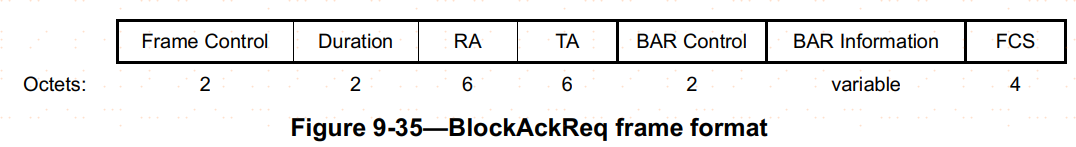 Frame Control Duration RA TA BAR Control BAR Information FCS
Octets: 2 2 6 6 2 variable 4
Figure 9-35—BlockAckReq frame format